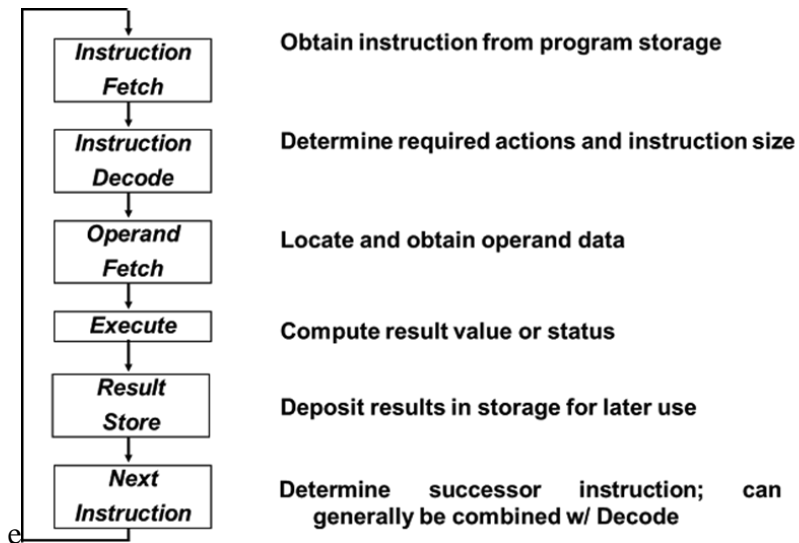 Instruction
Fetch
Obtain instruction from program storage
Instruction
Decode
Determine required actions and instruction size
Operand
Fetch
Locate and obtain operand data
Execute
Compute result value or status
Result
Store
Deposit results in storage for later use
Next
Instruction
Determine successor instruction; can
generally be combined w/ Decode
e